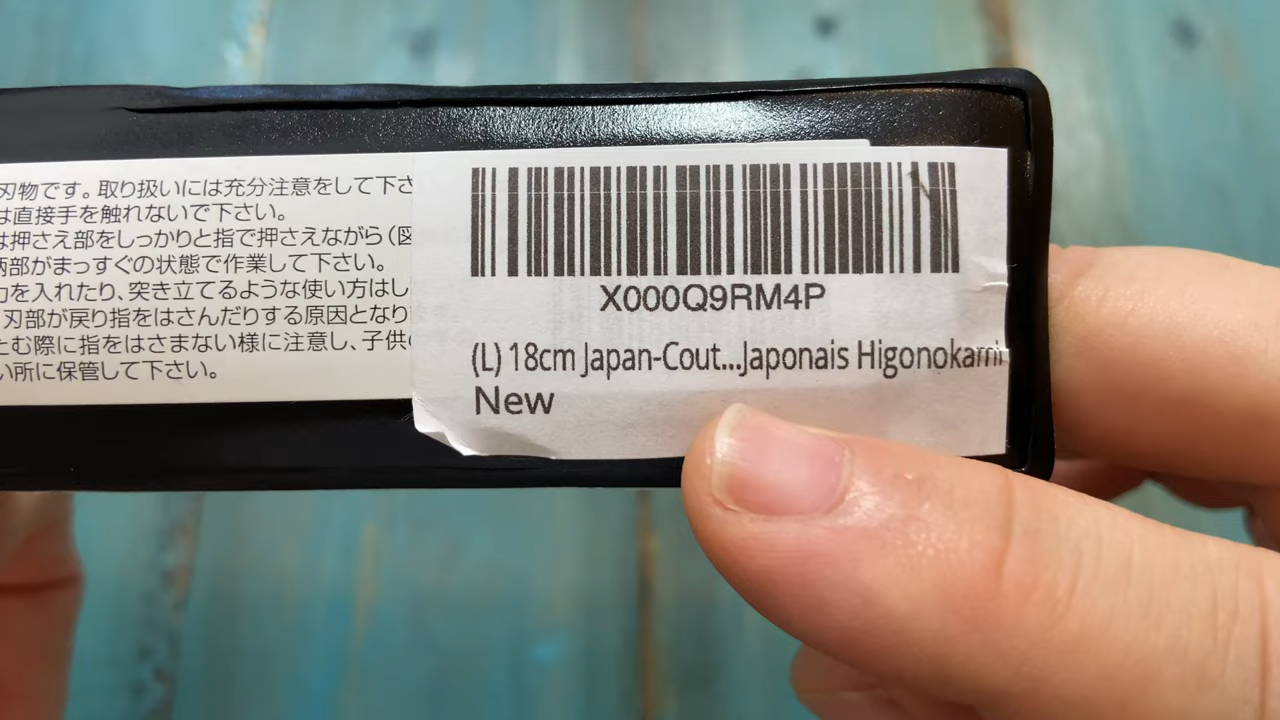 刃物です。取り扱いには充分注意をして下さ
は直接手を触れないで下さい。
は押さえ部をしっかりと指で押さえながら(図
柄部がまっすぐの状態で作業して下さい。
力を入れたり、突き立てるような使い方はし
刃部が戻り指をはさんだりする原因となり
とむ際に指をはさまない様に注意し、子供
い所に保管して下さい。
X000Q9RM4P
(L) 18cm Japan-Cout...Japonais Higonokami
New